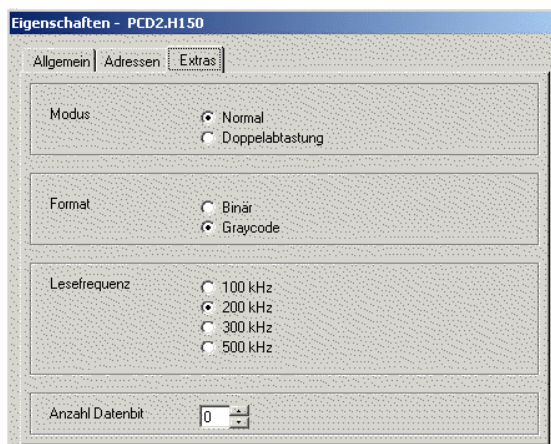 Eigenschaften - PCD2.H150
Allgemein Adressen Extras
Modus
Normal
Doppelabtastung
Format
Binär
Graycode
Lesefrequenz
100 kHz
200 kHz
300 kHz
500 kHz
Anzahl Datenbit 0